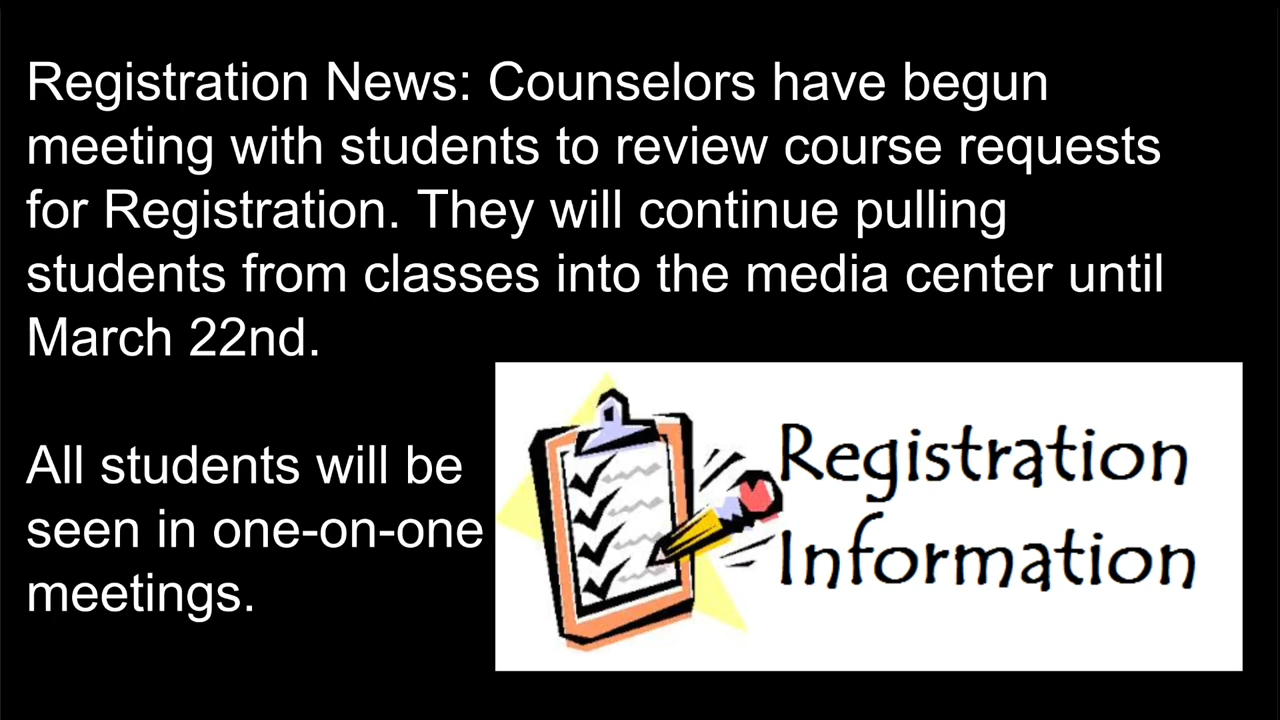 Registration News: Counselors have begun
meeting with students to review course requests
for Registration. They will continue pulling
students from classes into the media center until
March 22nd.
All students will be
seen in one-on-one
meetings.
Registration
Information